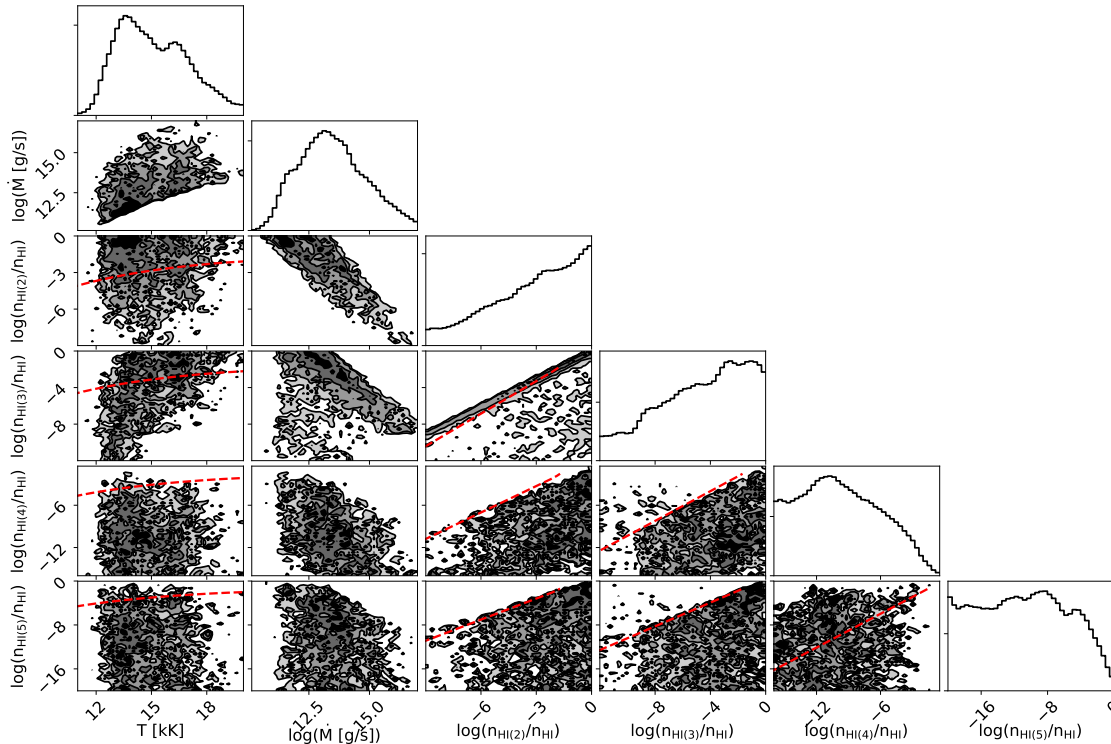 log(Ṁ [g/s])
15.0
12.5
log(n_HI(2)/n_HI)
0
−3
−6
log(n_HI(3)/n_HI)
0
−4
−8
log(n_HI(4)/n_HI)
−6
−12
log(n_HI(5)/n_HI)
0
−8
−16
12 15 18 12.5 15.0 −6 −3 0 −8 −4 0 −12 −6 −16 −8 0
T [kK] log(Ṁ [g/s]) log(n_HI(2)/n_HI) log(n_HI(3)/n_HI) log(n_HI(4)/n_HI) log(n_HI(5)/n_HI)